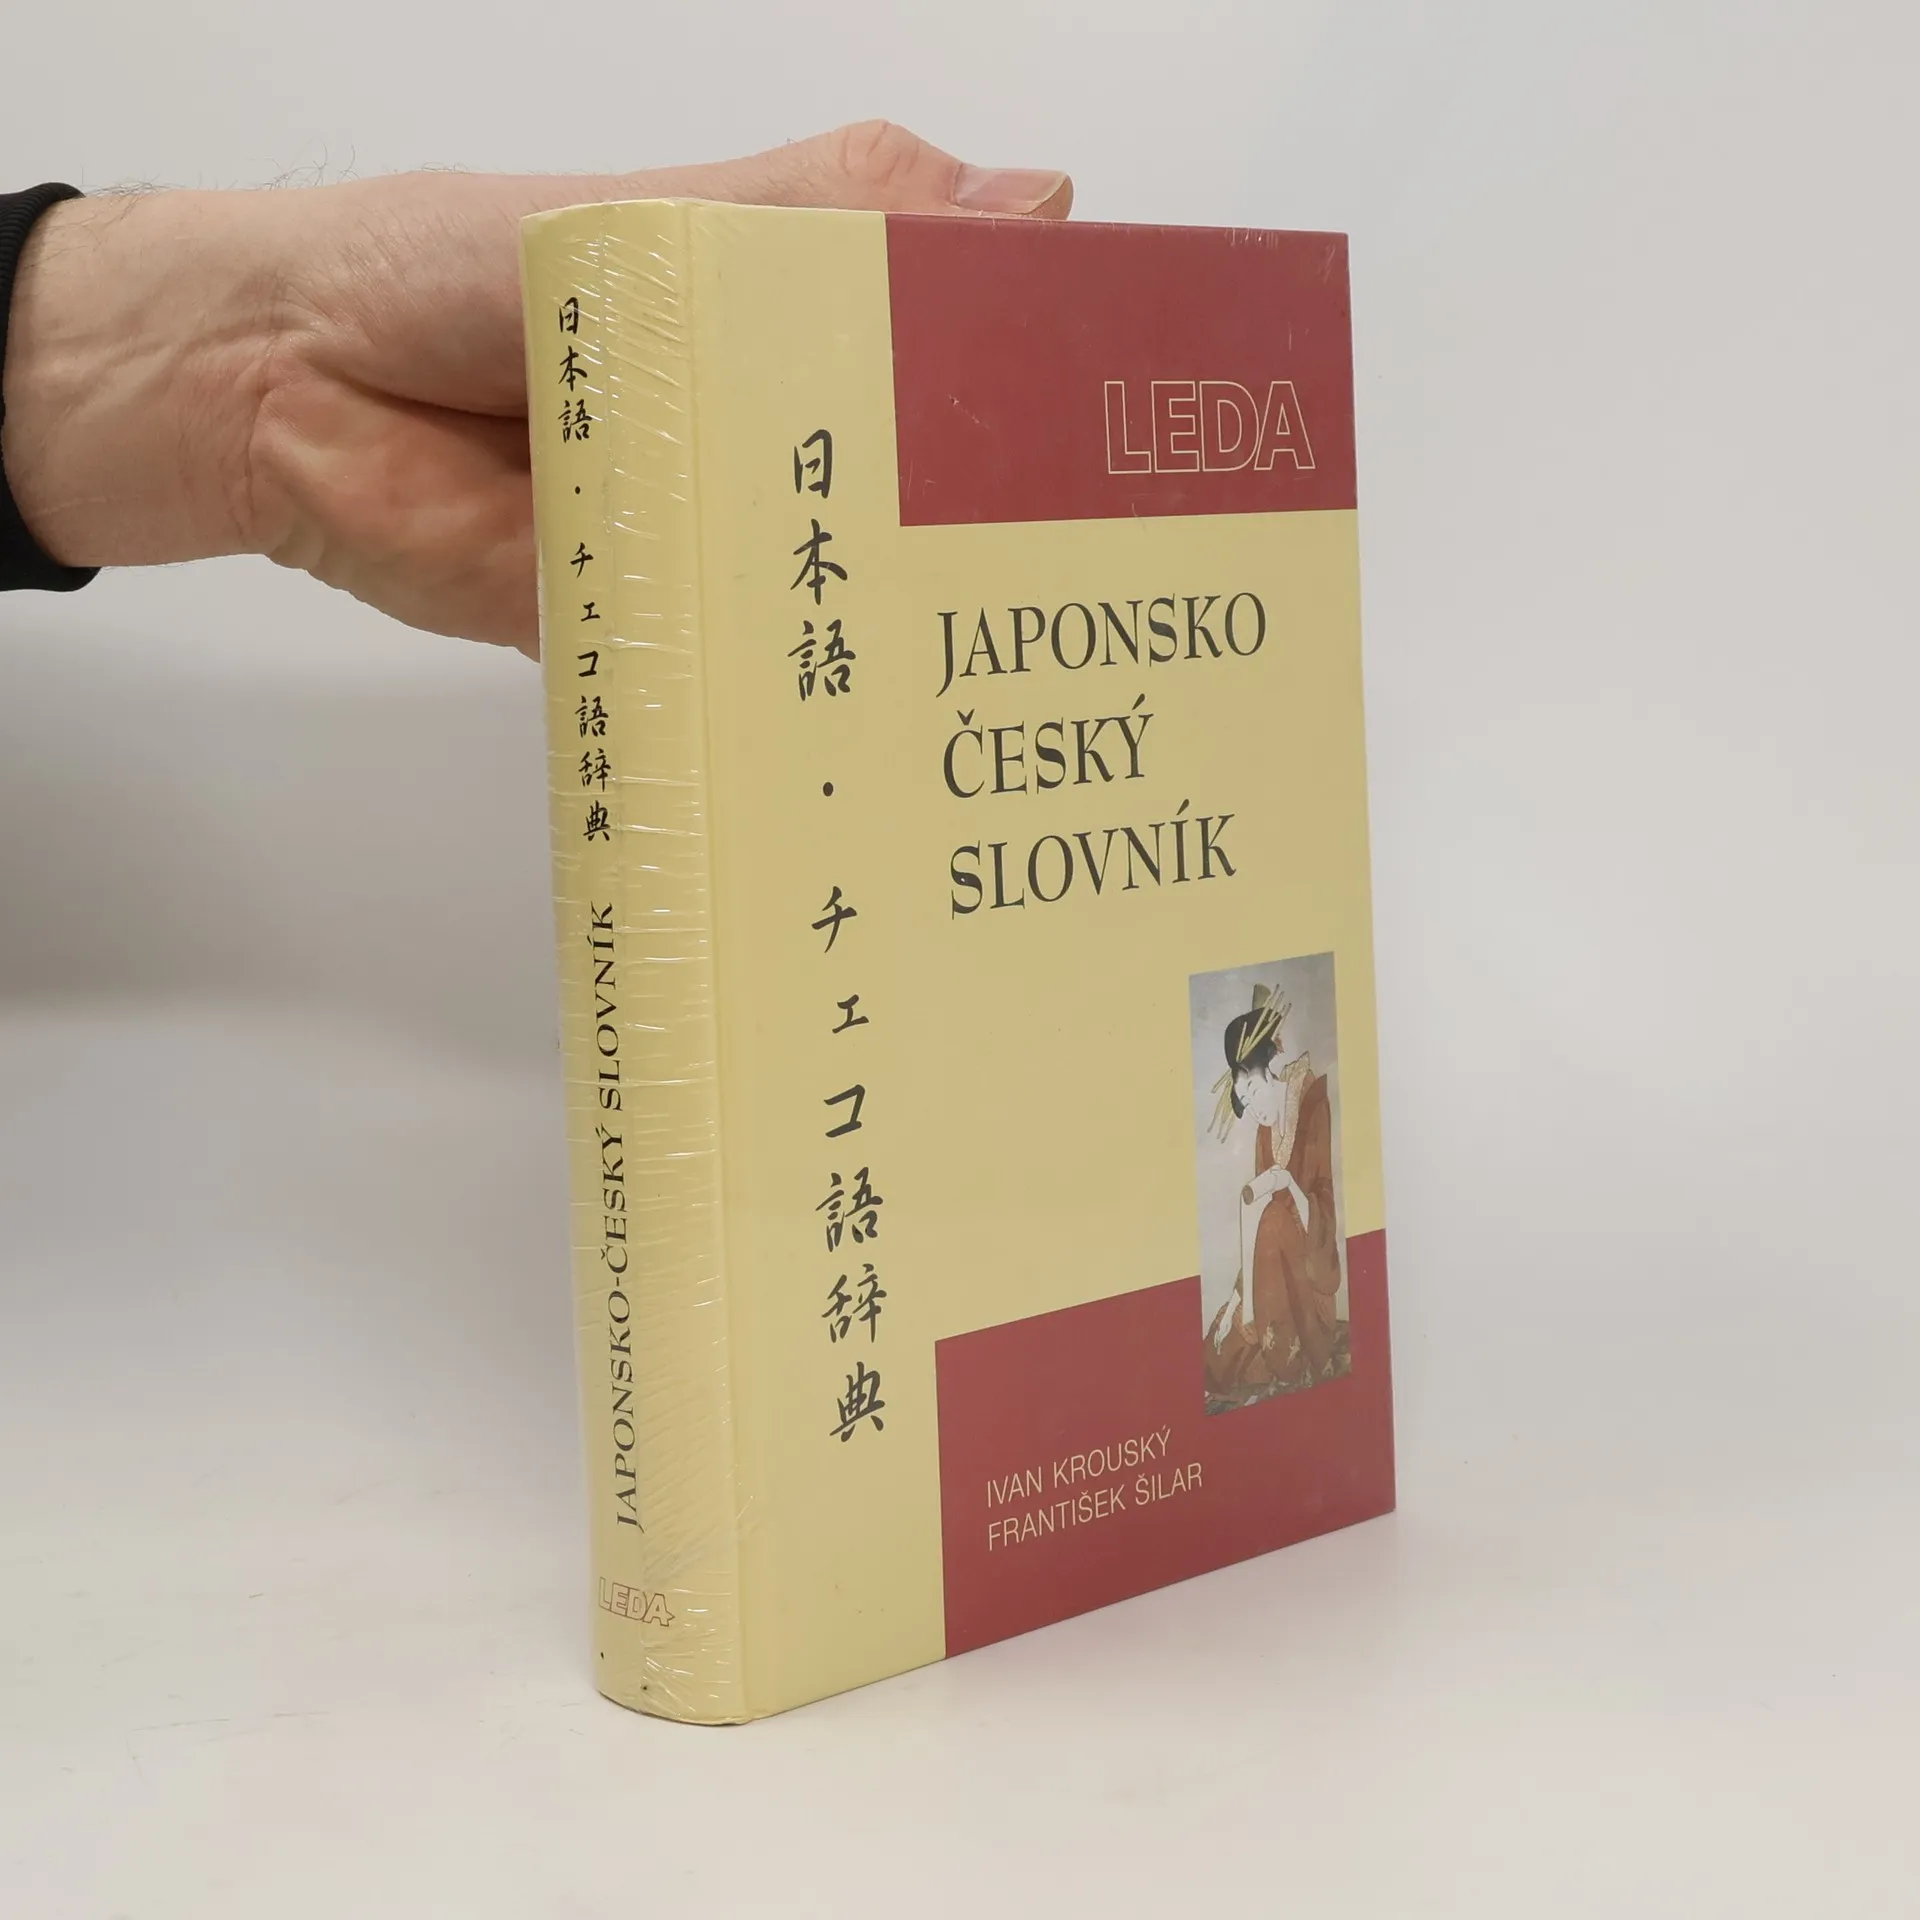 日本語・チェコ語辞典
JAPONSKO-ČESKÝ SLOVNÍK
LEDA
日本語・チェコ語辞典
LEDA
JAPONSKO
ČESKÝ
SLOVNÍK
IVAN KROUSKÝ
FRANTIŠEK ŠILAR